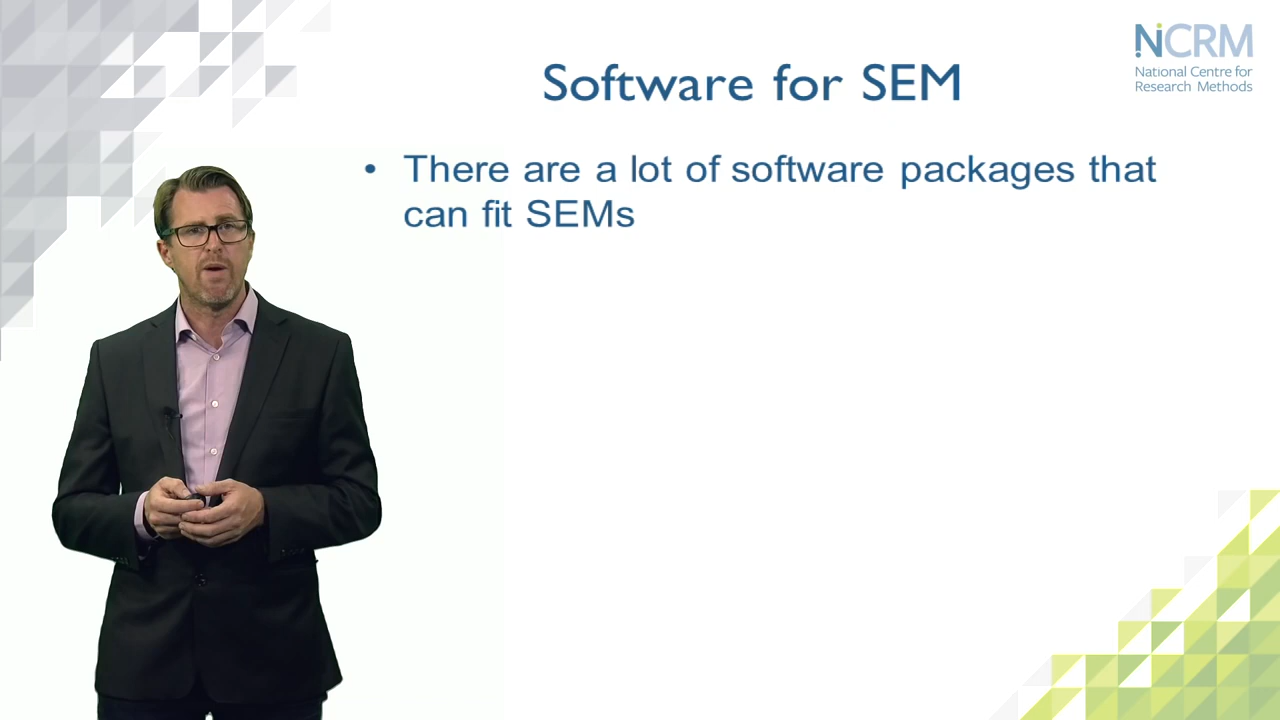 NCRM
National Centre for
Research Methods
Software for SEM
• There are a lot of software packages that
can fit SEMs